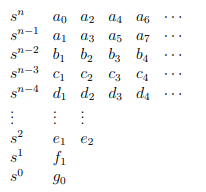 s^n a_0 a_2 a_4 a_6 ⋯
s^{n−1} a_1 a_3 a_5 a_7 ⋯
s^{n−2} b_1 b_2 b_3 b_4 ⋯
s^{n−3} c_1 c_2 c_3 c_4 ⋯
s^{n−4} d_1 d_2 d_3 d_4 ⋯
⋮ ⋮ ⋮
s^2 e_1 e_2
s^1 f_1
s^0 g_0